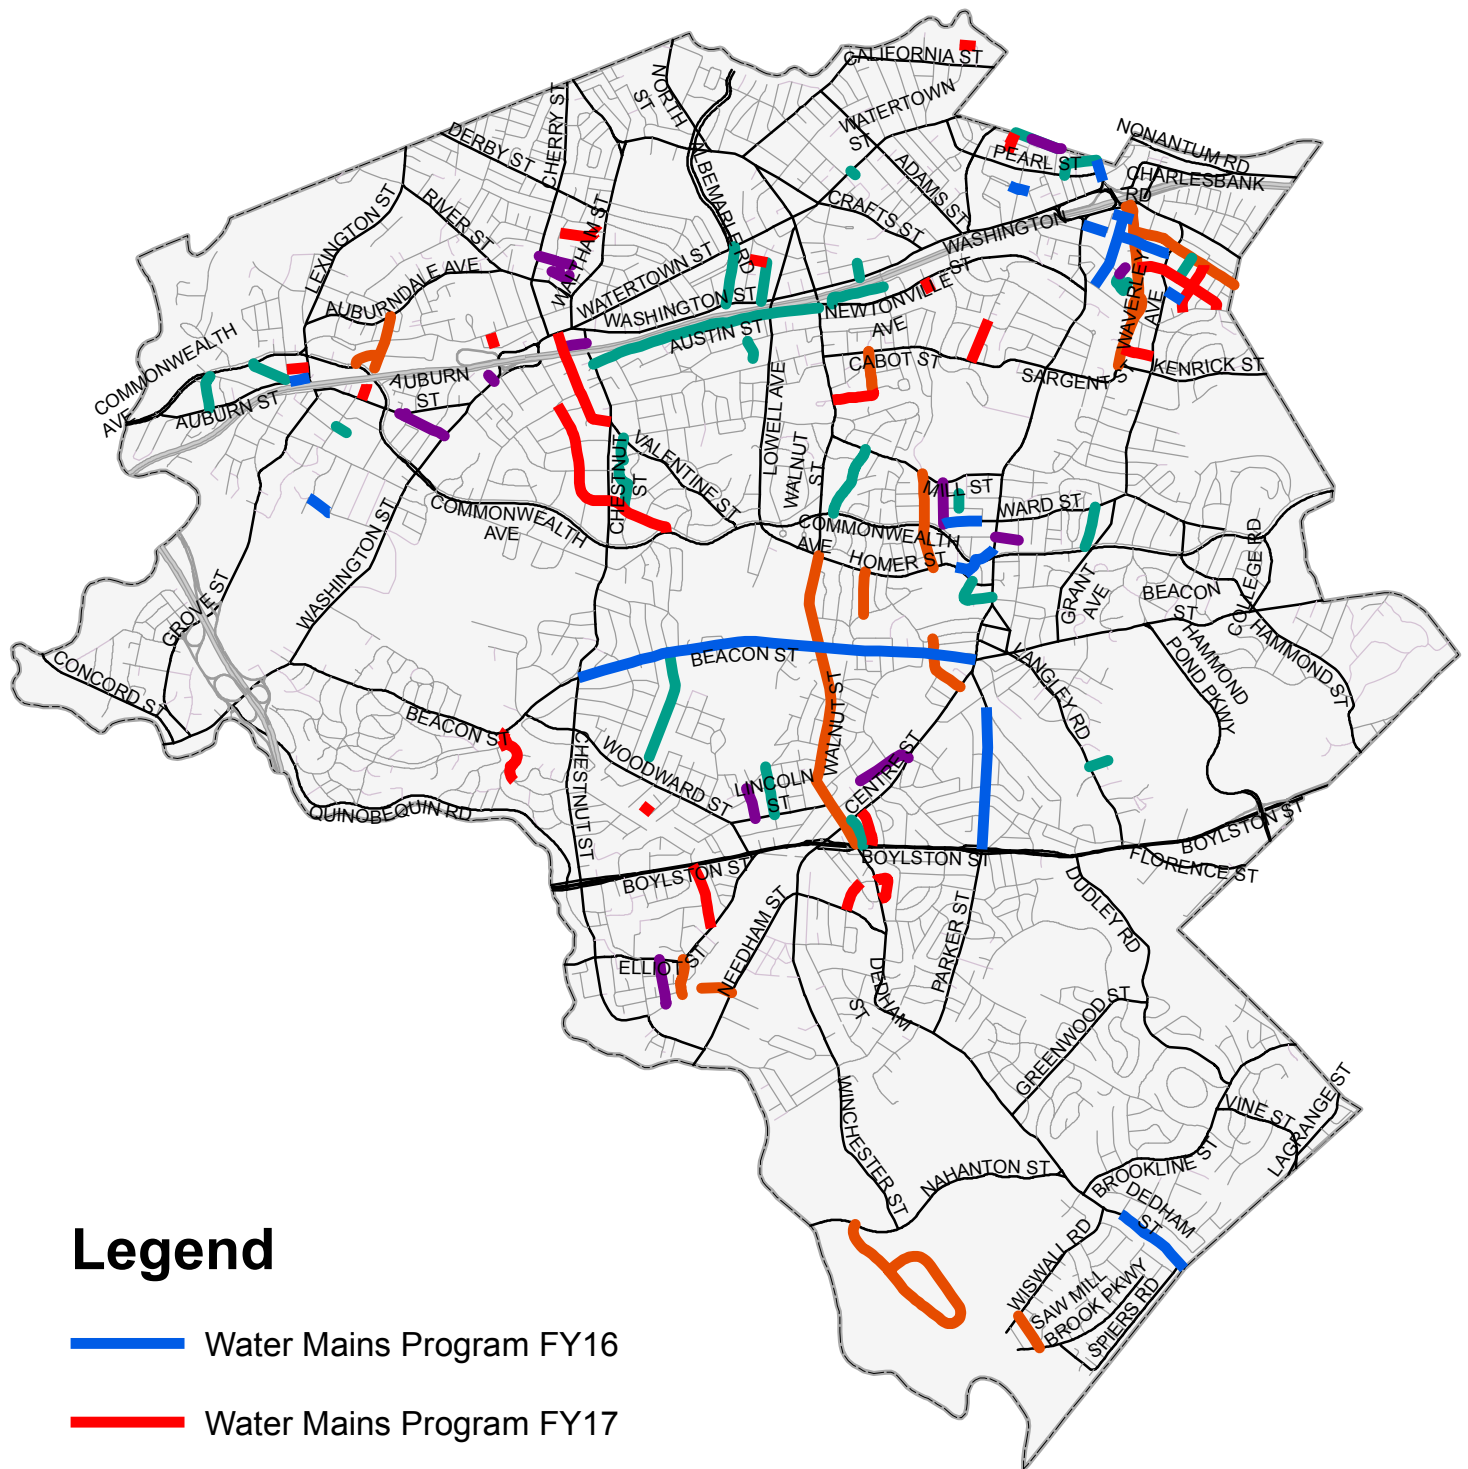 CALIFORNIA ST
NORTH
ST
WATERTOWN
ST
CHERRY ST
DERBY ST
NONANTUM RD
PEARL ST
CHARLESBANK
RD
ADAMS ST
ALBEMARLE RD
LEXINGTON ST
RIVER ST
WALTHAM ST
CRAFTS ST
WASHINGTON
ST
WATERTOWN ST
AUBURNDALE AVE
WASHINGTON ST
NEWTONVILLE
AVE
AUSTIN ST
WAVERLEY
AVE
COMMONWEALTH
AVE
AUBURN ST
AUBURN
ST
CABOT ST
SARGENT ST
KENRICK ST
LOWELL AVE
WALNUT
ST
CHESTNUT
ST
VALENTINE ST
MILL ST
WARD ST
COMMONWEALTH
AVE
COMMONWEALTH
AVE
HOMER ST
WASHINGTON ST
GRANT
AVE
BEACON
ST
COLLEGE RD
GROVE ST
HAMMOND ST
HAMMOND
POND PKWY
LANGLEY RD
CONCORD ST
BEACON ST
BEACON ST
WALNUT ST
CHESTNUT ST
WOODWARD ST
LINCOLN
ST
CENTRE ST
QUINOBEQUIN RD
BOYLSTON ST
BOYLSTON ST
BOYLSTON ST
FLORENCE ST
DUDLEY RD
NEEDHAM ST
PARKER ST
ELLIOT ST
DEDHAM
ST
GREENWOOD ST
WINCHESTER ST
VINE ST
LAGRANGE ST
NAHANTON ST
BROOKLINE ST
DEDHAM
ST
WISWALL RD
SAW MILL
BROOK PKWY
SPIERS RD
Legend
Water Mains Program FY16
Water Mains Program FY17